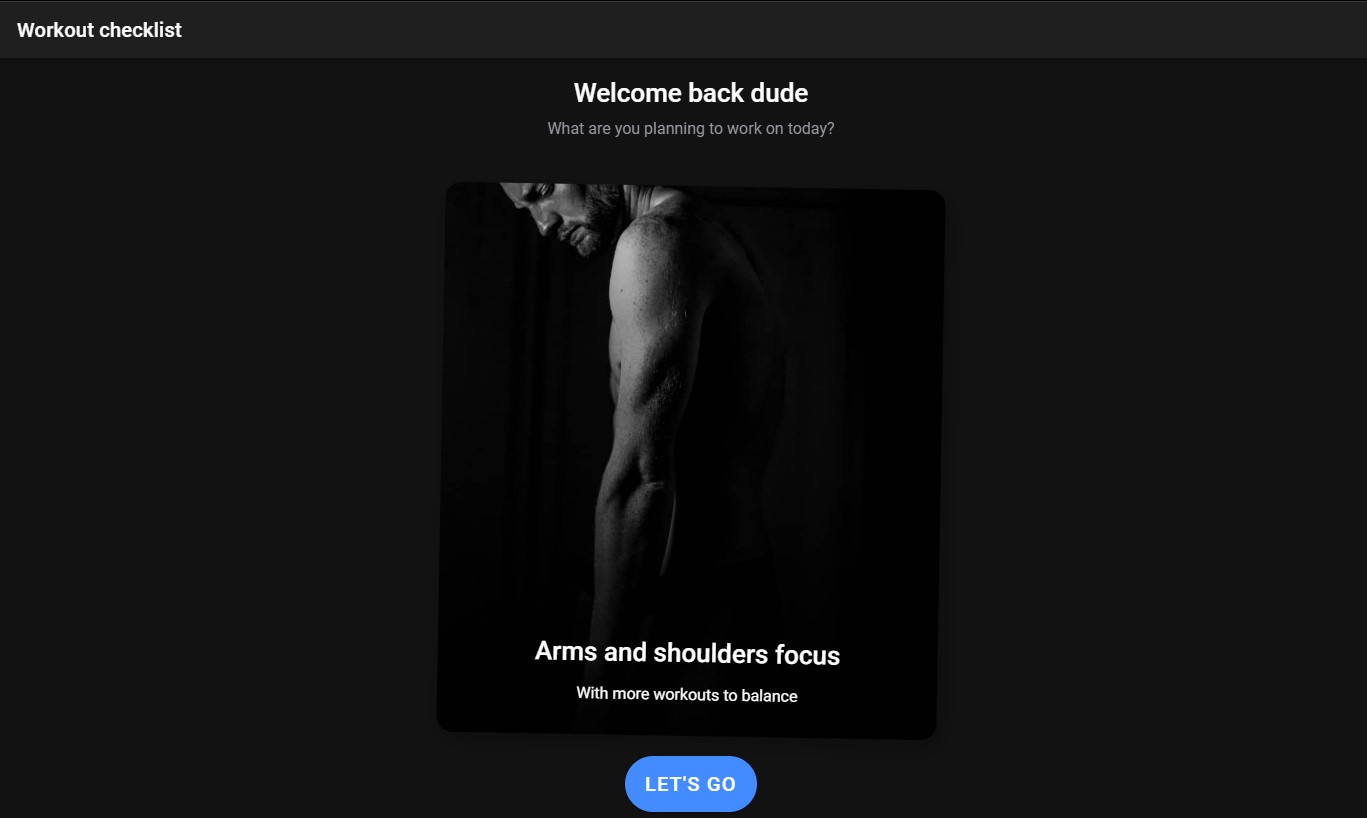 Workout checklist
Welcome back dude
What are you planning to work on today?
Arms and shoulders focus
With more workouts to balance
LET'S GO